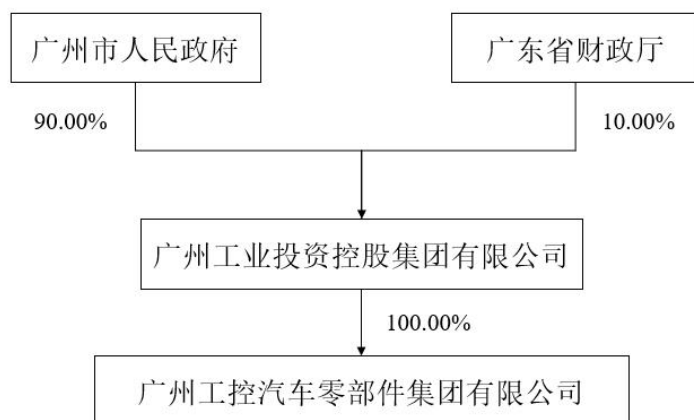 广州市人民政府
广东省财政厅
90.00%
10.00%
广州工业投资控股集团有限公司
100.00%
广州工控汽车零部件集团有限公司